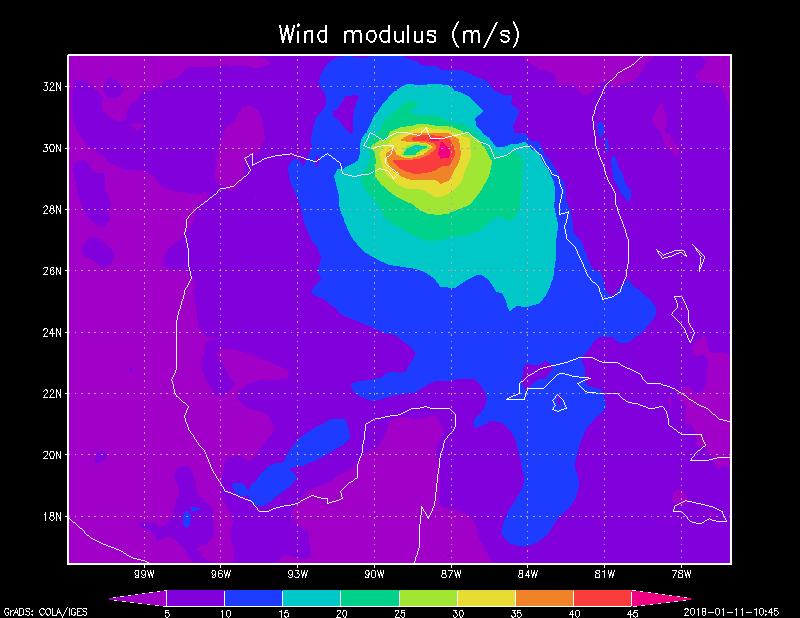 Wind modulus (m/s)
32N
30N
28N
26N
24N
22N
20N
18N
99W 96W 93W 90W 87W 84W 81W 78W
5 10 15 20 25 30 35 40 45
GrADS: COLA/IGES 2018-01-11-10:45